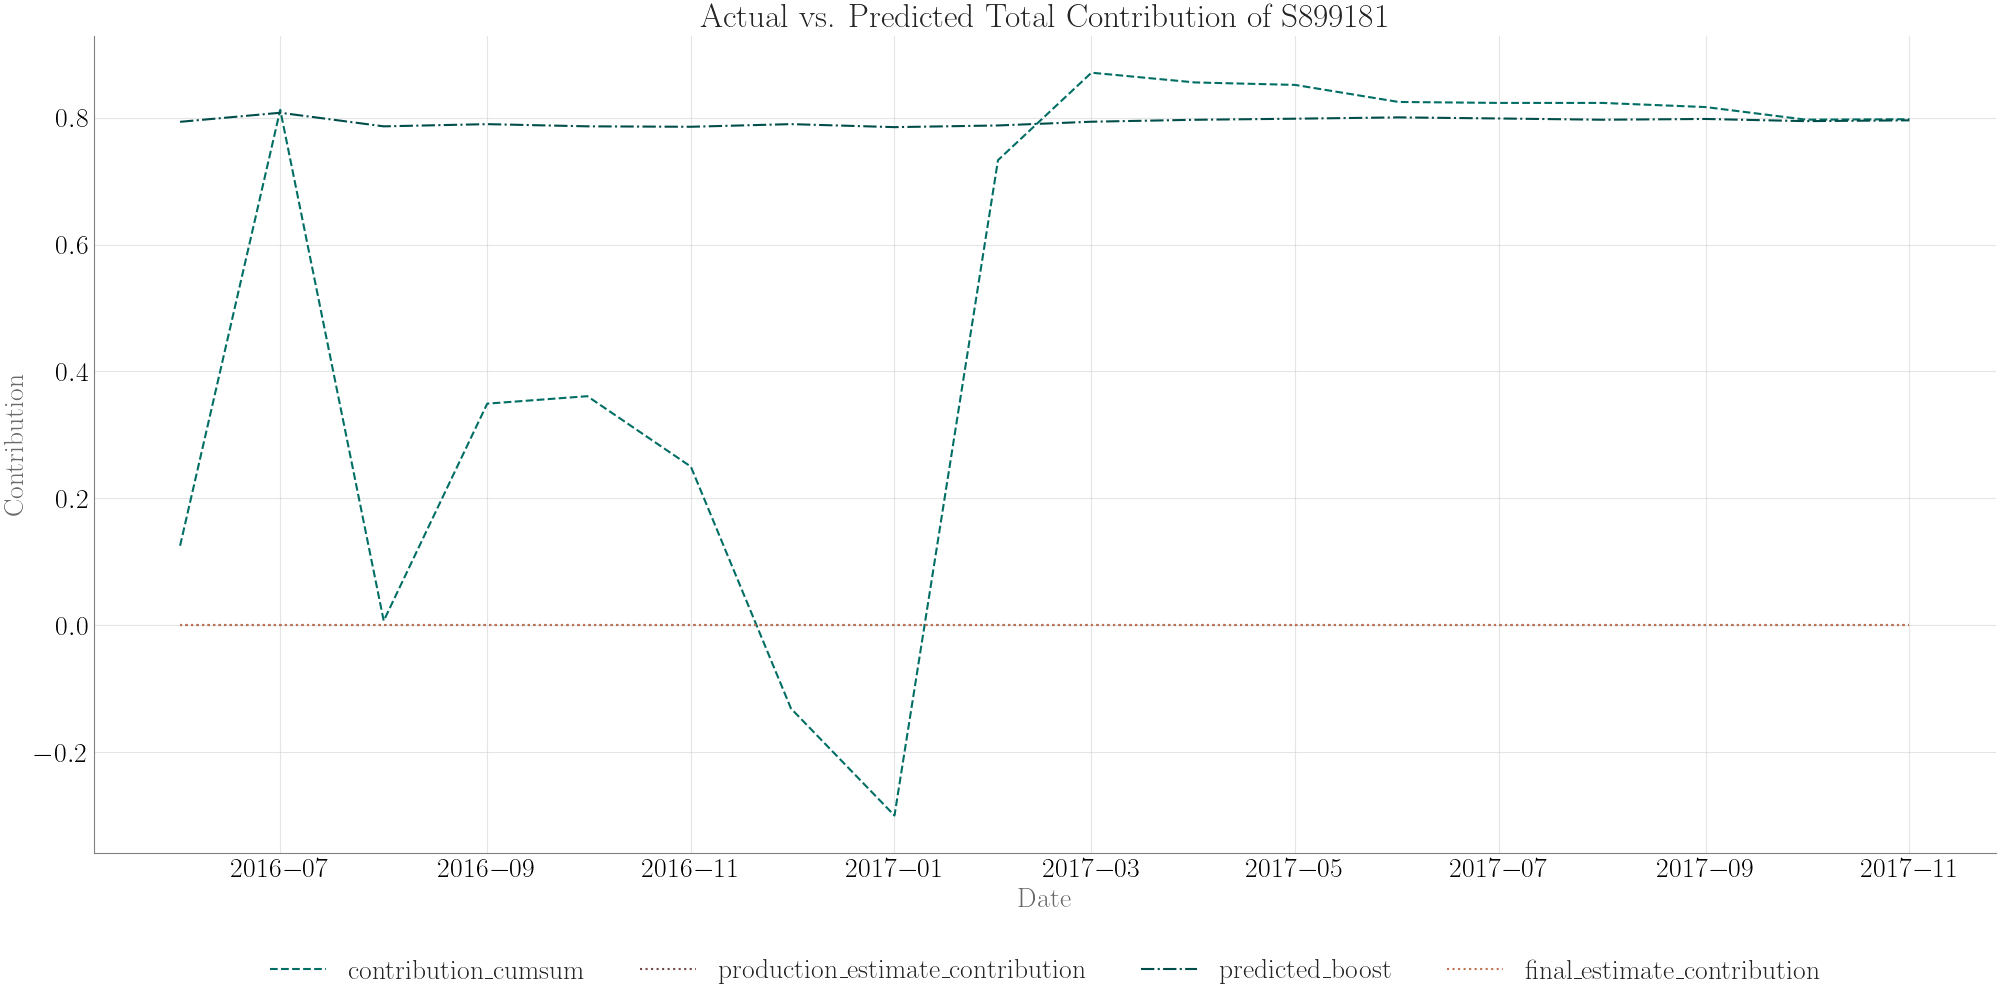 Actual vs. Predicted Total Contribution of S899181
Contribution
0.8
0.6
0.4
0.2
0.0
−0.2
2016–07 2016–09 2016–11 2017–01 2017–03 2017–05 2017–07 2017–09 2017–11
Date
contribution_cumsum production_estimate_contribution predicted_boost final_estimate_contribution